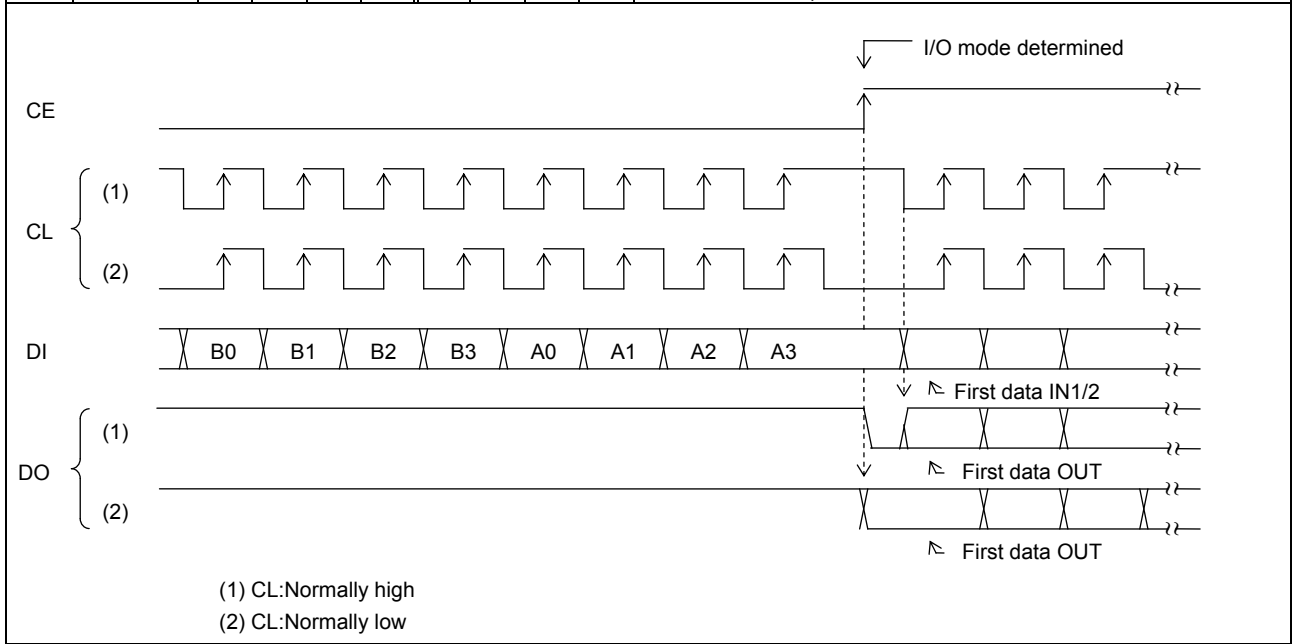 I/O mode determined
CE
CL
(1)
(2)
DI
B0 B1 B2 B3 A0 A1 A2 A3
First data IN1/2
DO
(1)
First data OUT
(2)
First data OUT
(1) CL:Normally high
(2) CL:Normally low